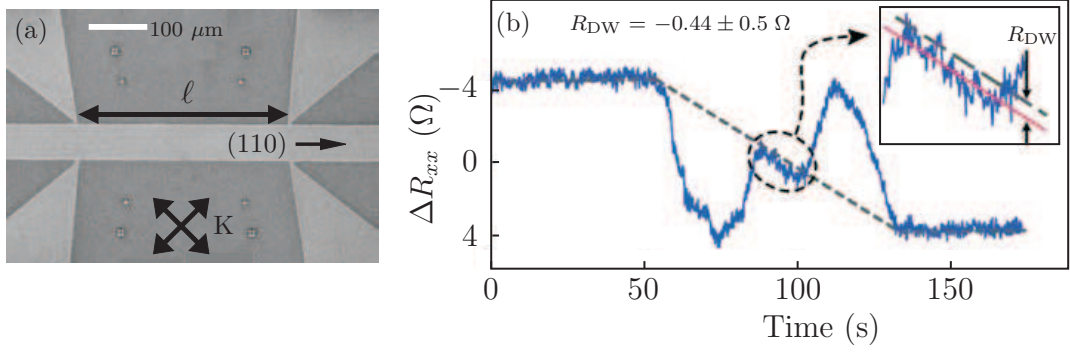 (a)
100 μm
ℓ
(110)
K
(b)
R_DW = −0.44 ± 0.5 Ω
R_DW
−4
0
4
ΔR_xx (Ω)
0
50
100
150
Time (s)